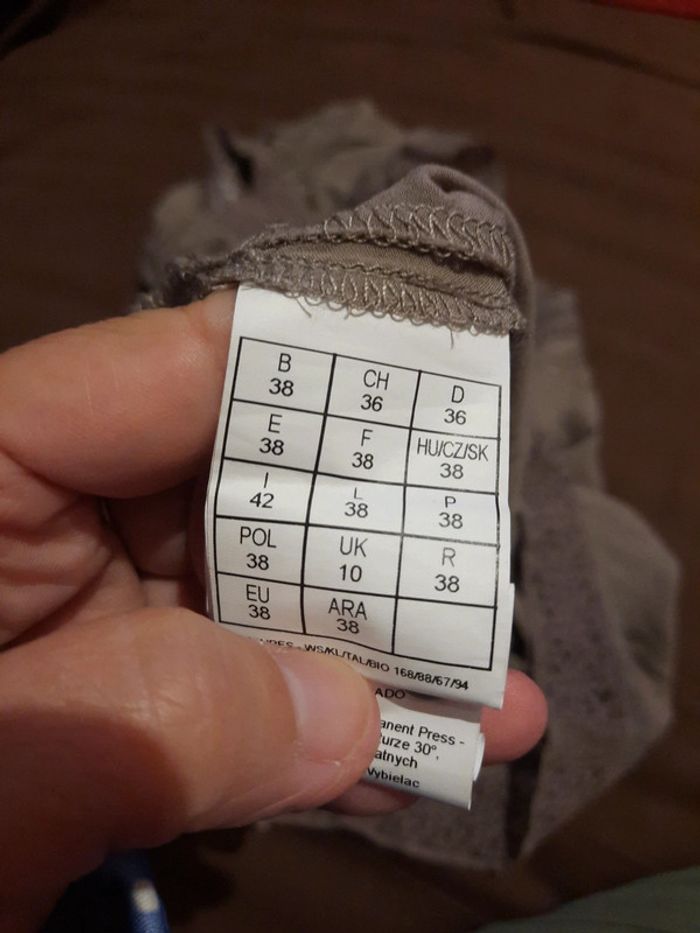 B CH D
38 36 36
E F HU/CZ/SK
38 38 38
I L P
42 38 38
POL UK R
38 10 38
EU ARA
38 38
- WS/KL/TAL/BIO 168/88/67/94
ADO
anent Press -
urze 30°,
atnych
Wybielac